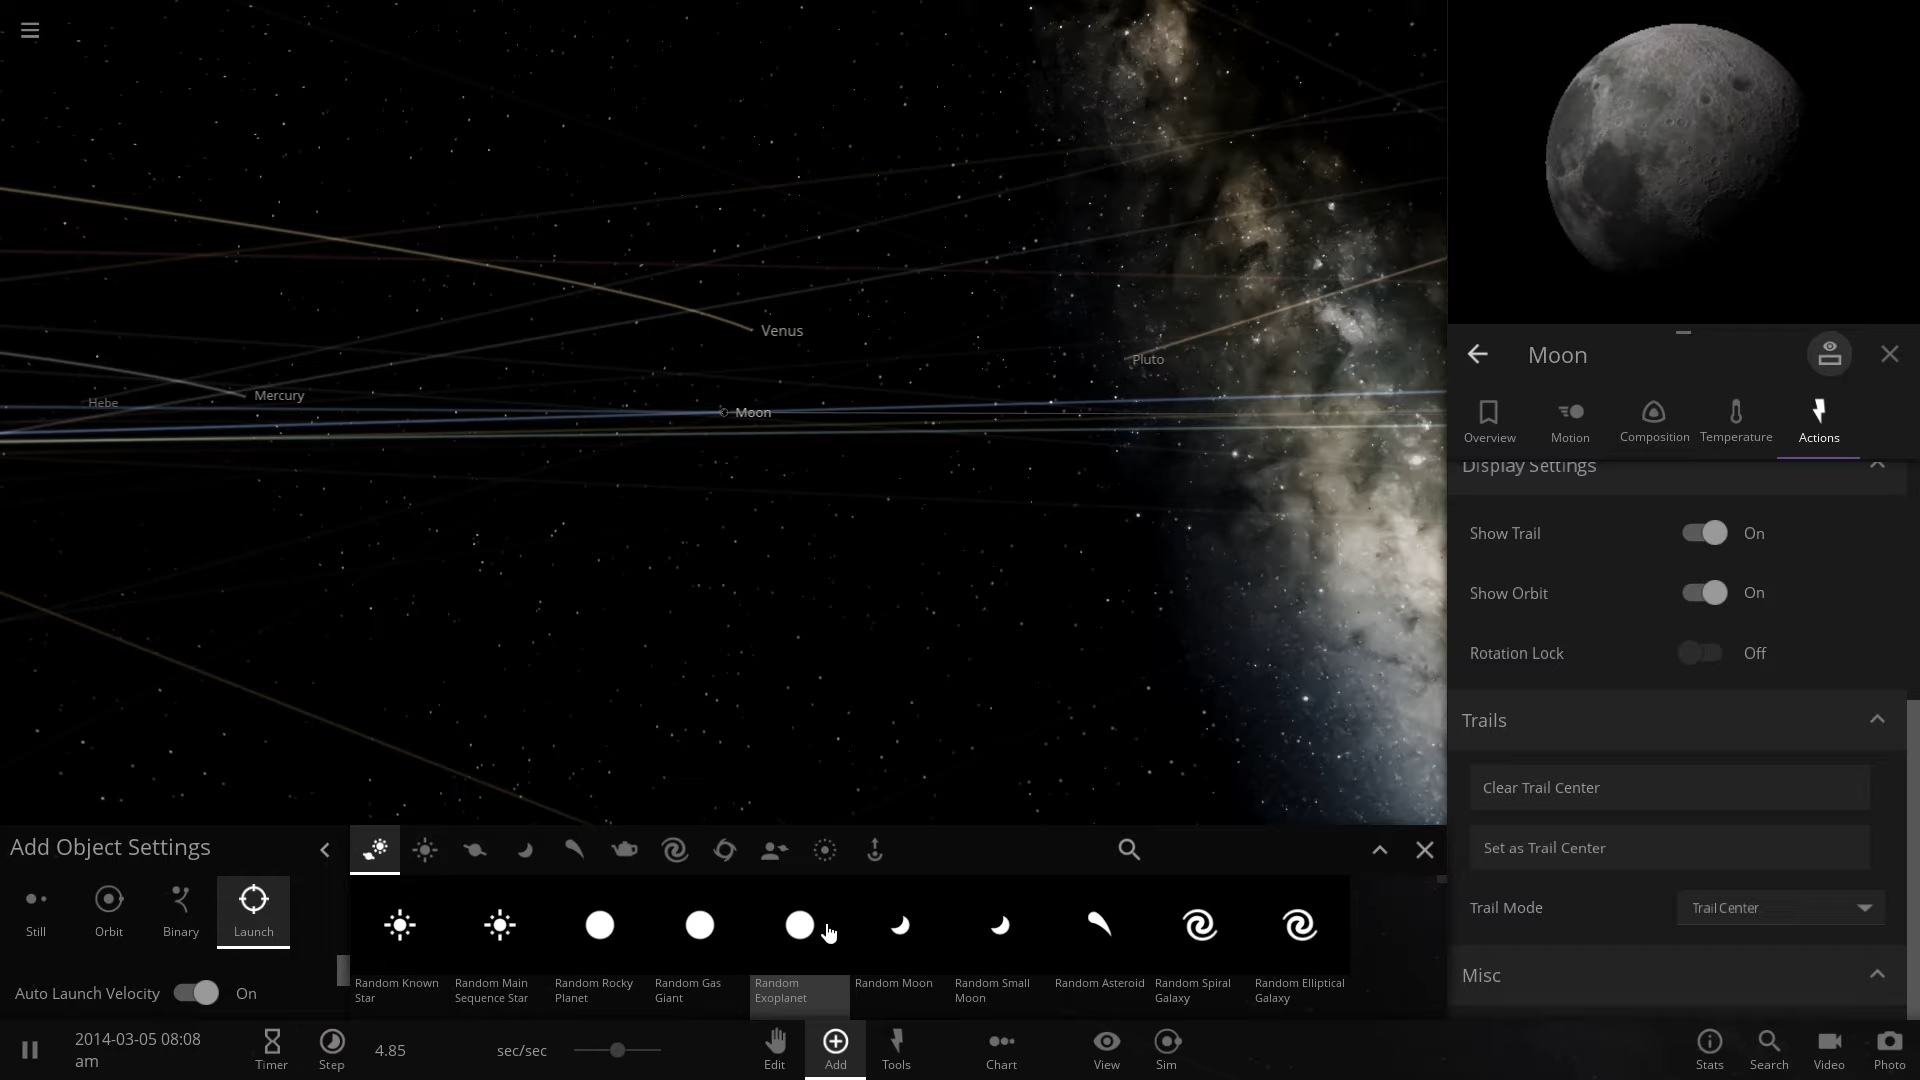 Venus
Pluto
Mercury
Hebe
Moon
Moon
Overview
Motion
Composition
Temperature
Actions
Display Settings
Show Trail
On
Show Orbit
On
Rotation Lock
Off
Trails
Clear Trail Center
Set as Trail Center
Trail Mode
Trail Center
Misc
Add Object Settings
Still
Orbit
Binary
Launch
Auto Launch Velocity
On
Random Known
Star
Random Main
Sequence Star
Random Rocky
Planet
Random Gas
Giant
Random
Exoplanet
Random Moon
Random Small
Moon
Random Asteroid
Random Spiral
Galaxy
Random Elliptical
Galaxy
2014-03-05 08:08
am
Timer
Step
4.85
sec/sec
Edit
Add
Tools
Chart
View
Sim
Stats
Search
Video
Photo